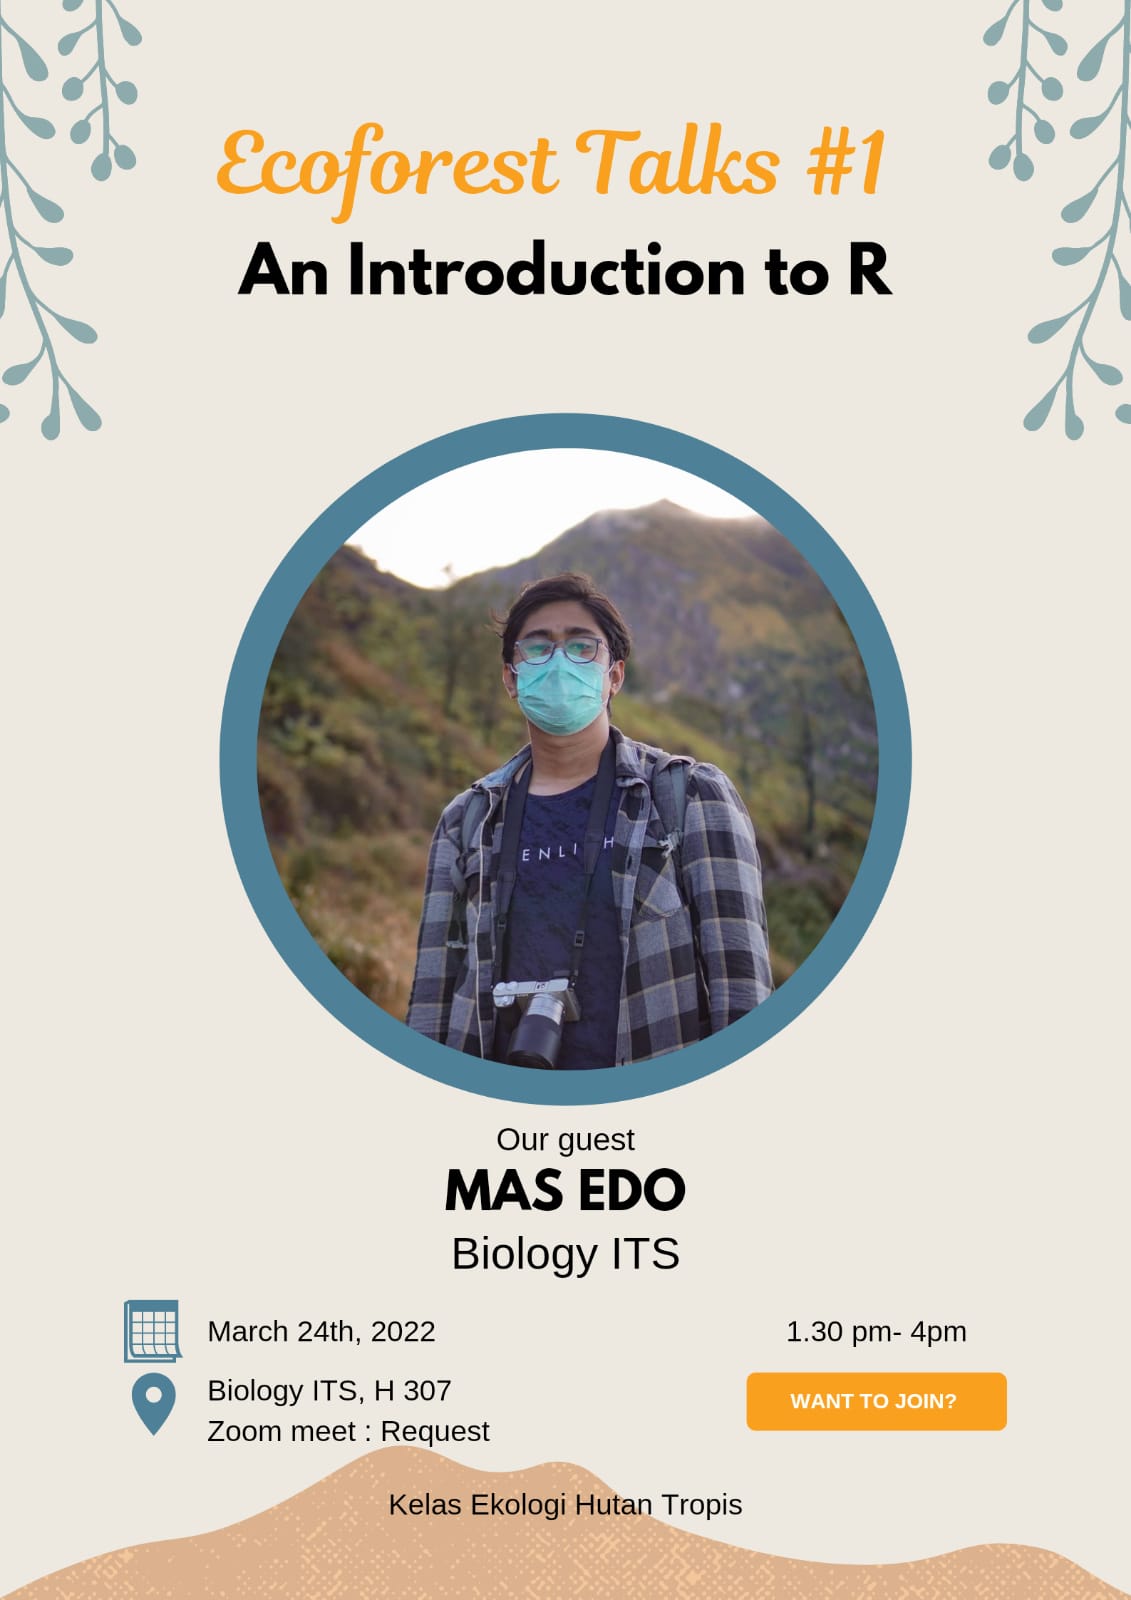 Ecoforest Talks #1
An Introduction to R
ENLI H
Our guest
MAS EDO
Biology ITS
March 24th, 2022
1.30 pm- 4pm
Biology ITS, H 307
Zoom meet : Request
WANT TO JOIN?
Kelas Ekologi Hutan Tropis